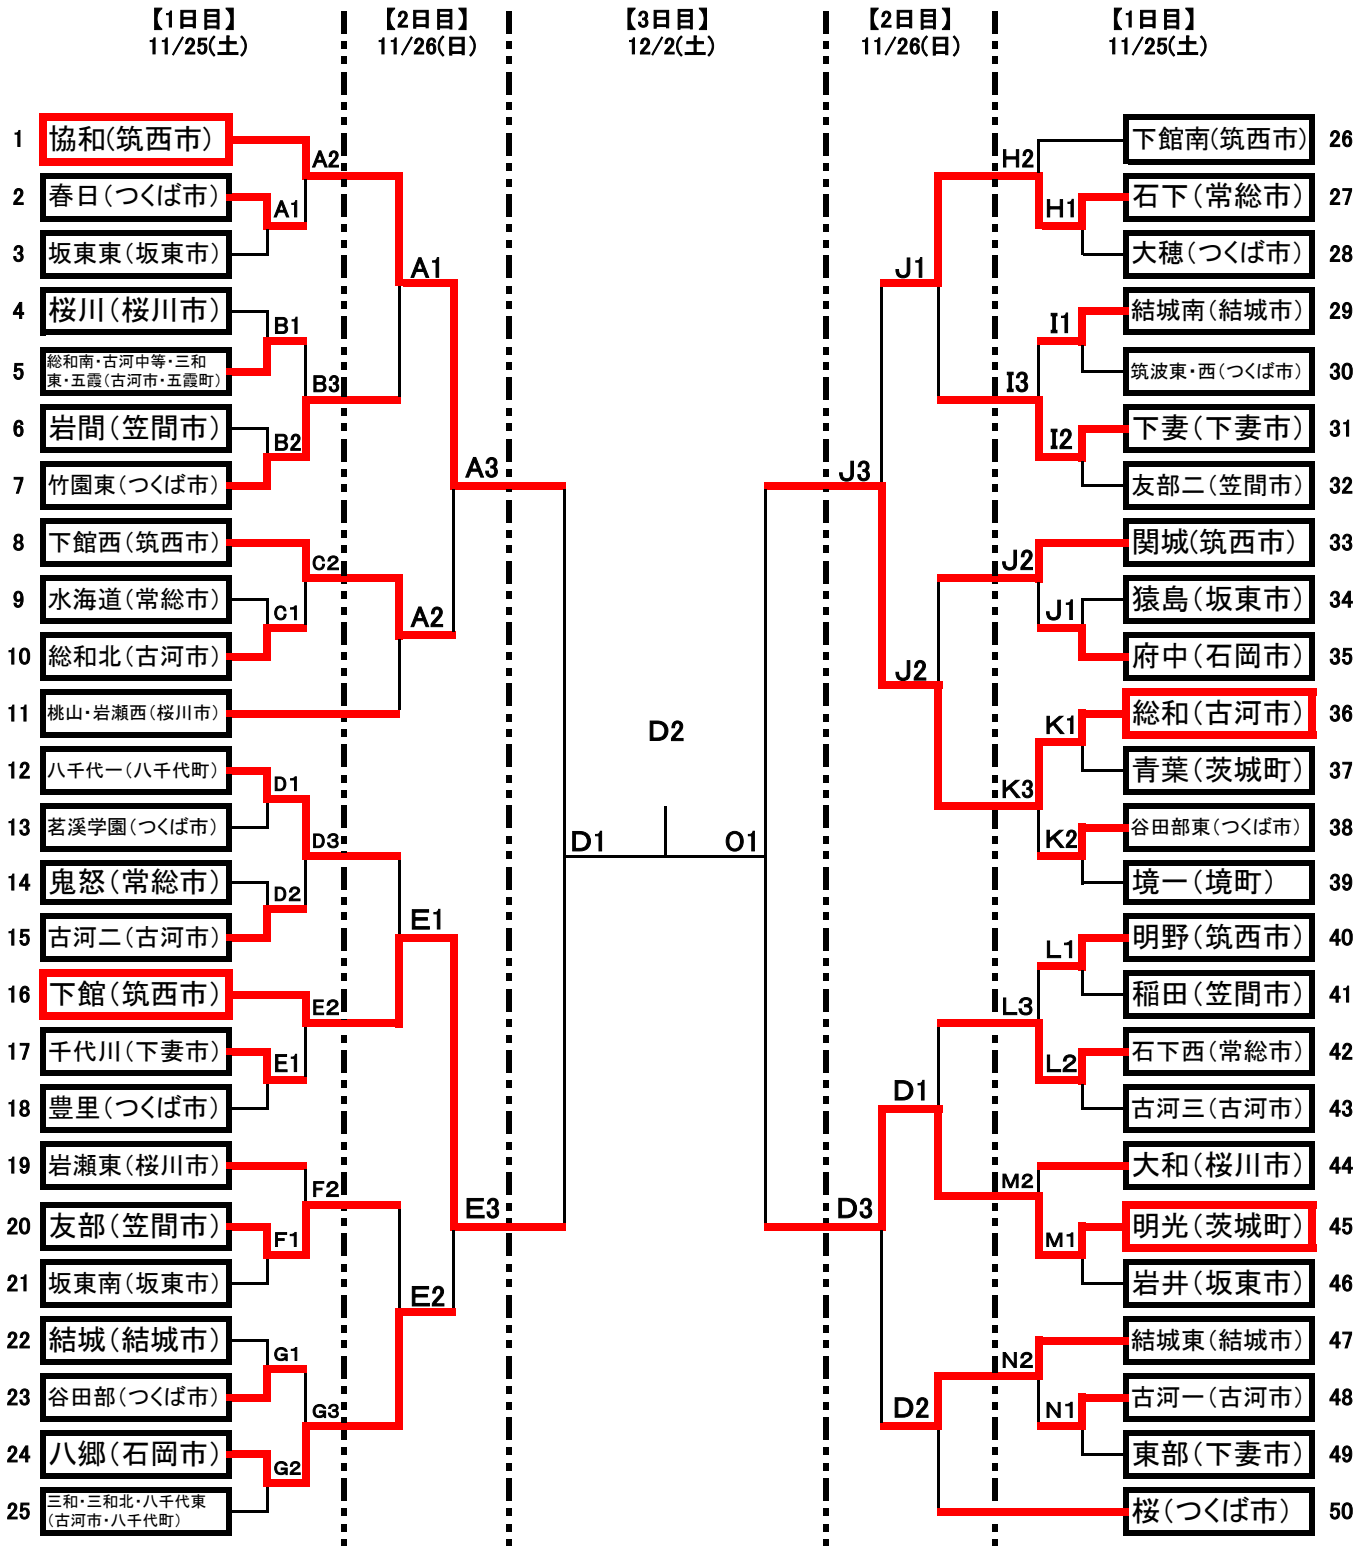 【1日目】
11/25(土)
【2日目】
11/26(日)
【3日目】
12/2(土)
【2日目】
11/26(日)
【1日目】
11/25(土)
1 協和(筑西市)
2 春日(つくば市)
3 坂東東(坂東市)
4 桜川(桜川市)
5 総和南・古河中等・三和
東・五霞(古河市・五霞町)
6 岩間(笠間市)
7 竹園東(つくば市)
8 下館西(筑西市)
9 水海道(常総市)
10 総和北(古河市)
11 桃山・岩瀬西(桜川市)
12 八千代一(八千代町)
13 茗溪学園(つくば市)
14 鬼怒(常総市)
15 古河二(古河市)
16 下館(筑西市)
17 千代川(下妻市)
18 豊里(つくば市)
19 岩瀬東(桜川市)
20 友部(笠間市)
21 坂東南(坂東市)
22 結城(結城市)
23 谷田部(つくば市)
24 八郷(石岡市)
25 三和・三和北・八千代東
(古河市・八千代町)
A2
A1
B1
B3
B2
C2
C1
D1
D3
D2
E2
E1
F2
F1
G1
G3
G2
A1
A3
A2
E1
E3
E2
D2
D1
O1
J1
J3
J2
D1
D3
D2
H2
H1
I1
I3
I2
J2
J1
K1
K3
K2
L1
L3
L2
M2
M1
N2
N1
下館南(筑西市) 26
石下(常総市) 27
大穂(つくば市) 28
結城南(結城市) 29
筑波東・西(つくば市) 30
下妻(下妻市) 31
友部二(笠間市) 32
関城(筑西市) 33
猿島(坂東市) 34
府中(石岡市) 35
総和(古河市) 36
青葉(茨城町) 37
谷田部東(つくば市) 38
境一(境町) 39
明野(筑西市) 40
稲田(笠間市) 41
石下西(常総市) 42
古河三(古河市) 43
大和(桜川市) 44
明光(茨城町) 45
岩井(坂東市) 46
結城東(結城市) 47
古河一(古河市) 48
東部(下妻市) 49
桜(つくば市) 50